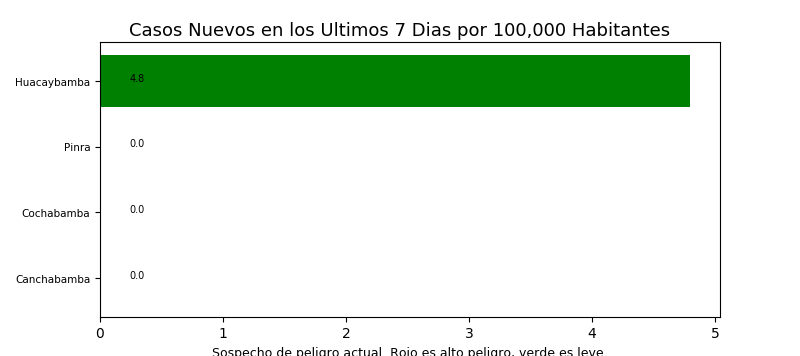 Casos Nuevos en los Ultimos 7 Dias por 100,000 Habitantes
Huacaybamba 4.8
Pinra 0.0
Cochabamba 0.0
Canchabamba 0.0
0 1 2 3 4 5
Sospecho de peligro actual. Rojo es alto peligro, verde es leve